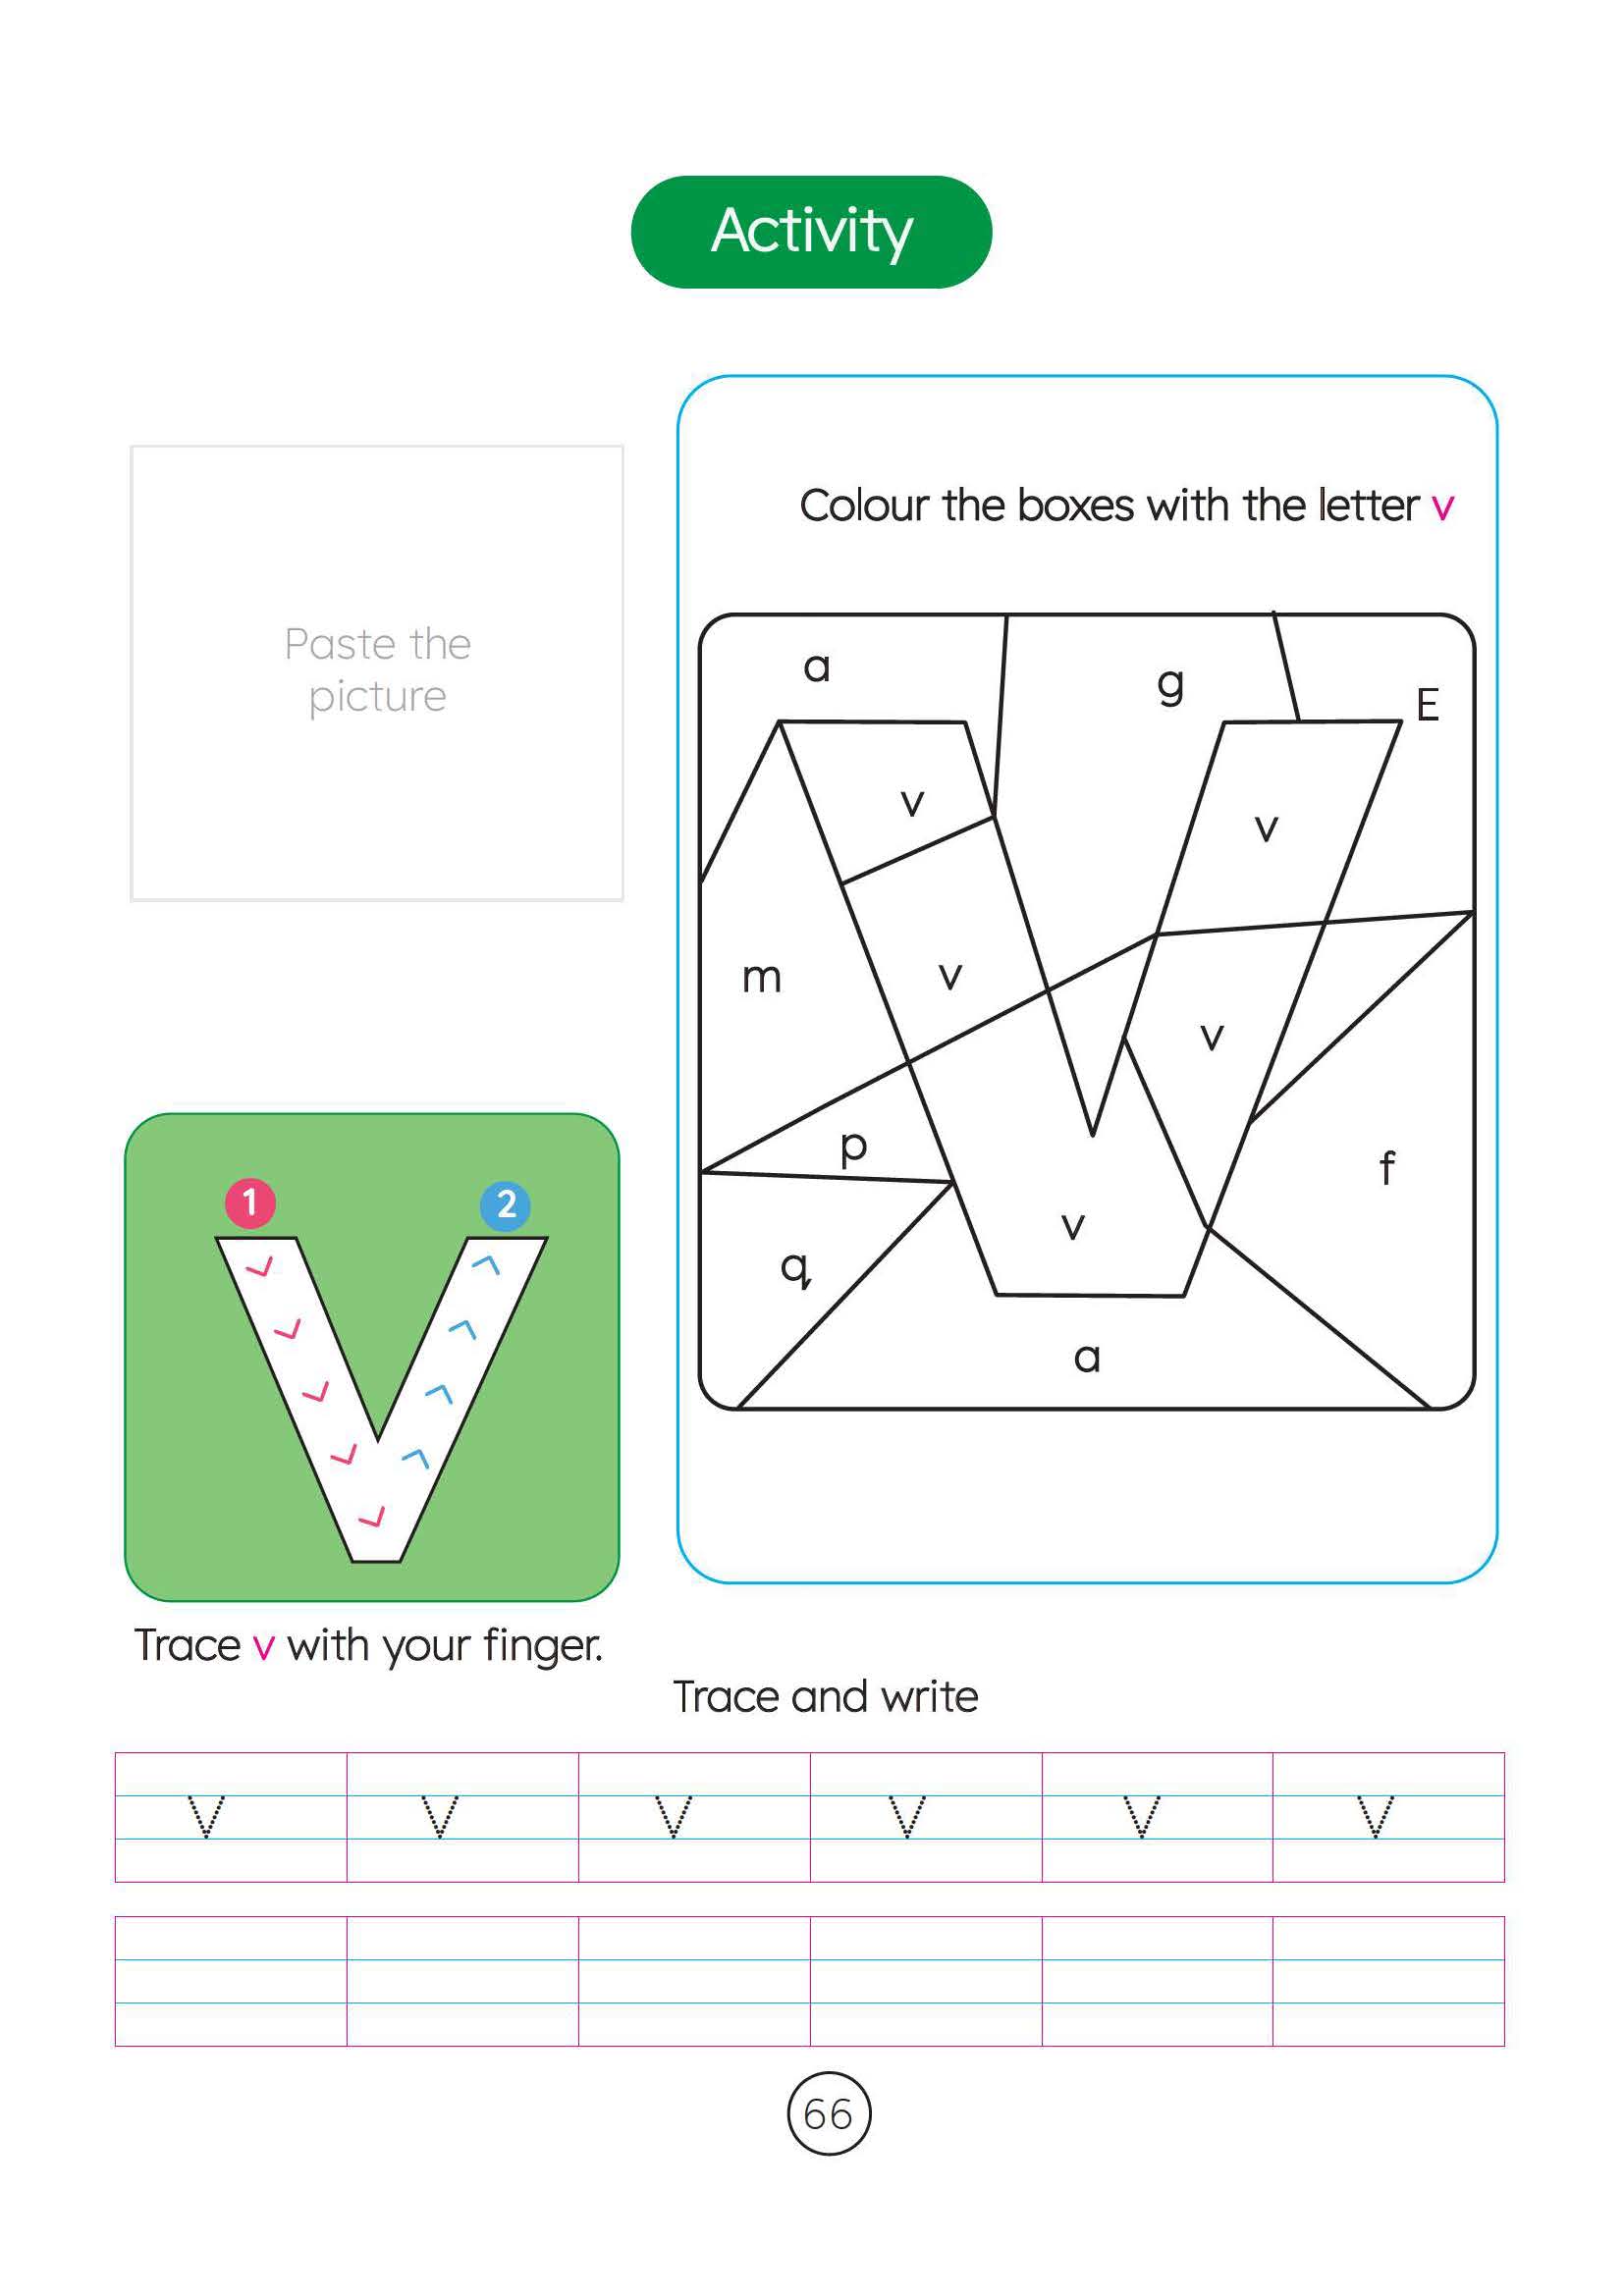 Activity
Paste the
picture
Colour the boxes with the letter v
a
g
E
v
v
m
v
v
p
f
v
q
a
1
2
Trace v with your finger.
Trace and write
v v v v v v
66